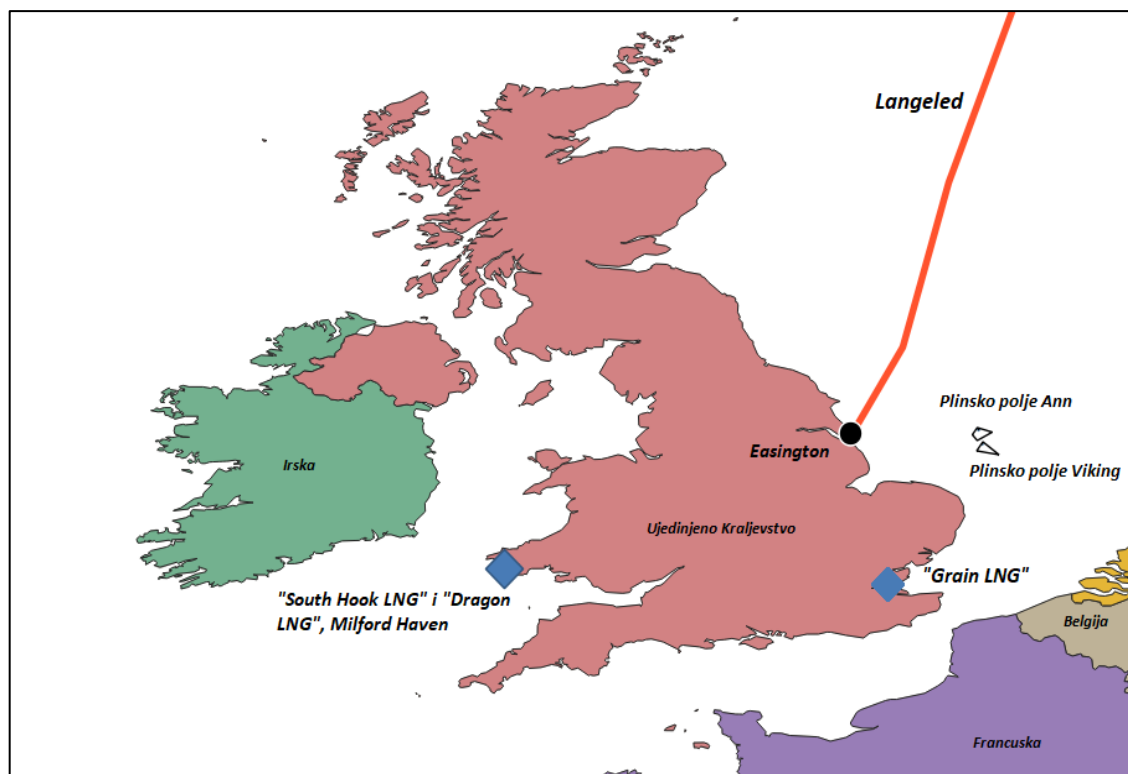 Langeled
Plinsko polje Ann
Easington
Plinsko polje Viking
Irska
Ujedinjeno Kraljevstvo
"South Hook LNG" i "Dragon
LNG", Milford Haven
"Grain LNG"
Belgija
Francuska